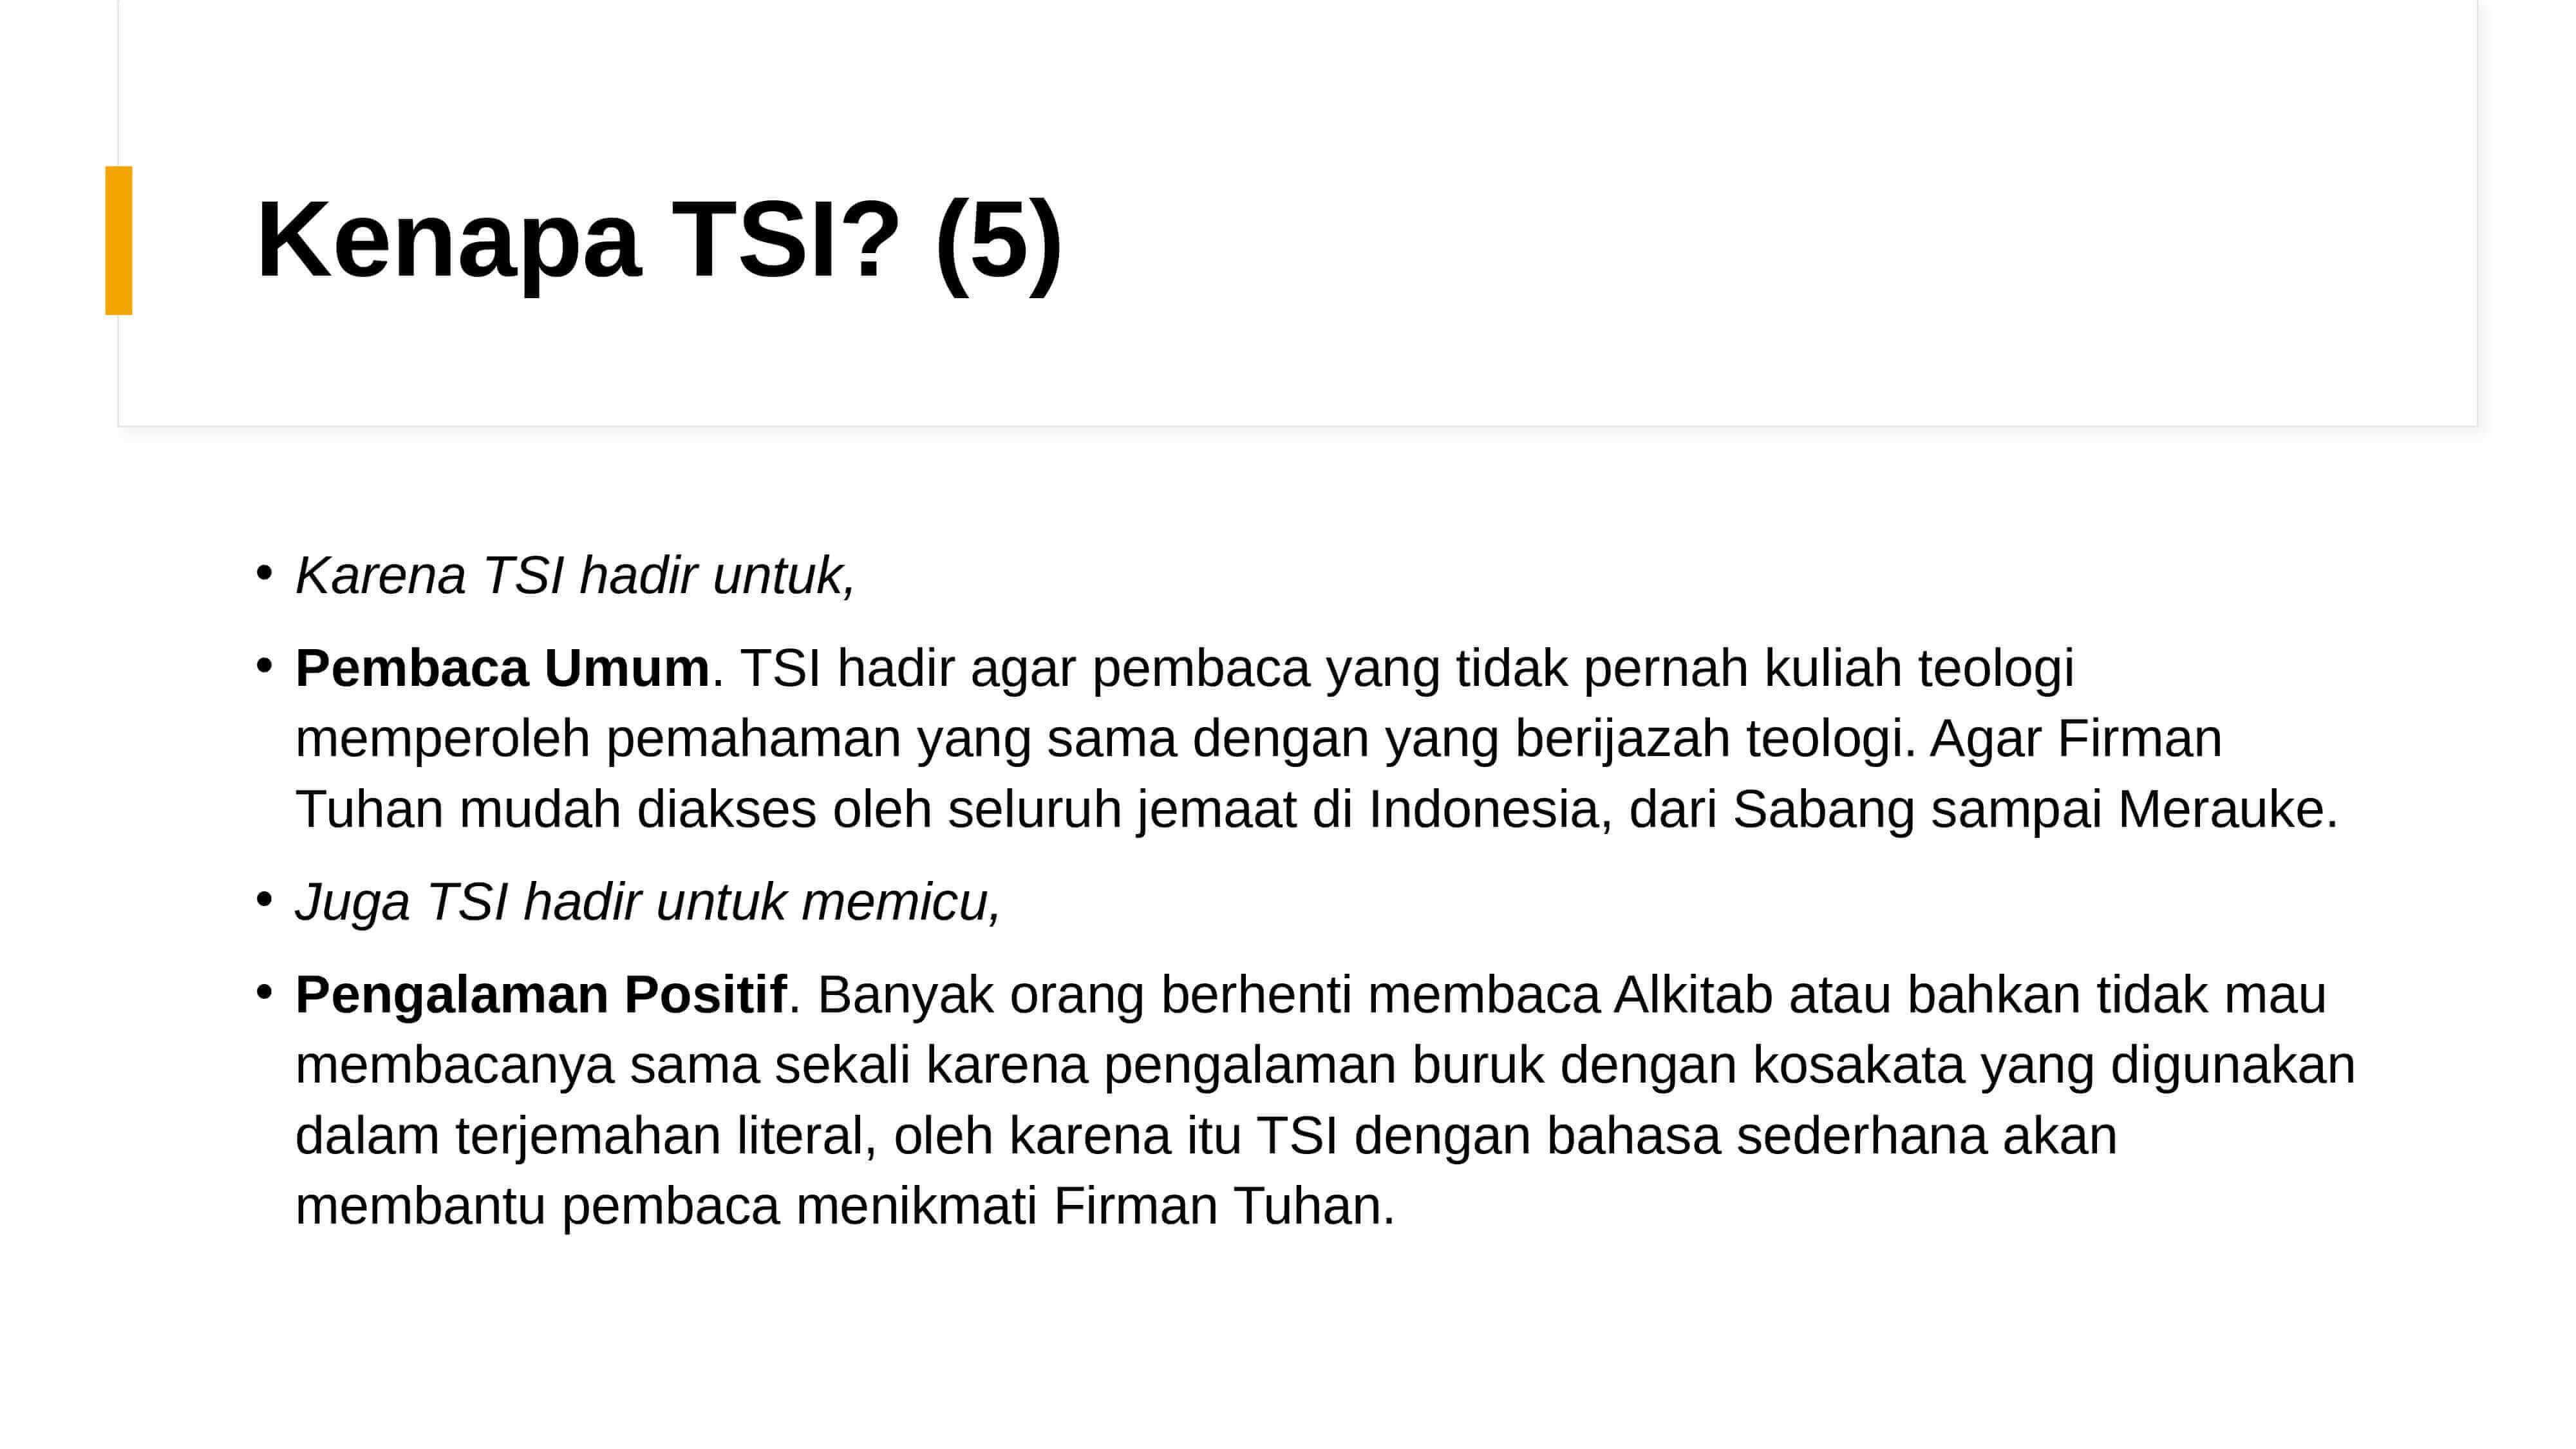 Kenapa TSI? (5)
• Karena TSI hadir untuk,
• Pembaca Umum. TSI hadir agar pembaca yang tidak pernah kuliah teologi
memperoleh pemahaman yang sama dengan yang berijazah teologi. Agar Firman
Tuhan mudah diakses oleh seluruh jemaat di Indonesia, dari Sabang sampai Merauke.
• Juga TSI hadir untuk memicu,
• Pengalaman Positif. Banyak orang berhenti membaca Alkitab atau bahkan tidak mau
membacanya sama sekali karena pengalaman buruk dengan kosakata yang digunakan
dalam terjemahan literal, oleh karena itu TSI dengan bahasa sederhana akan
membantu pembaca menikmati Firman Tuhan.